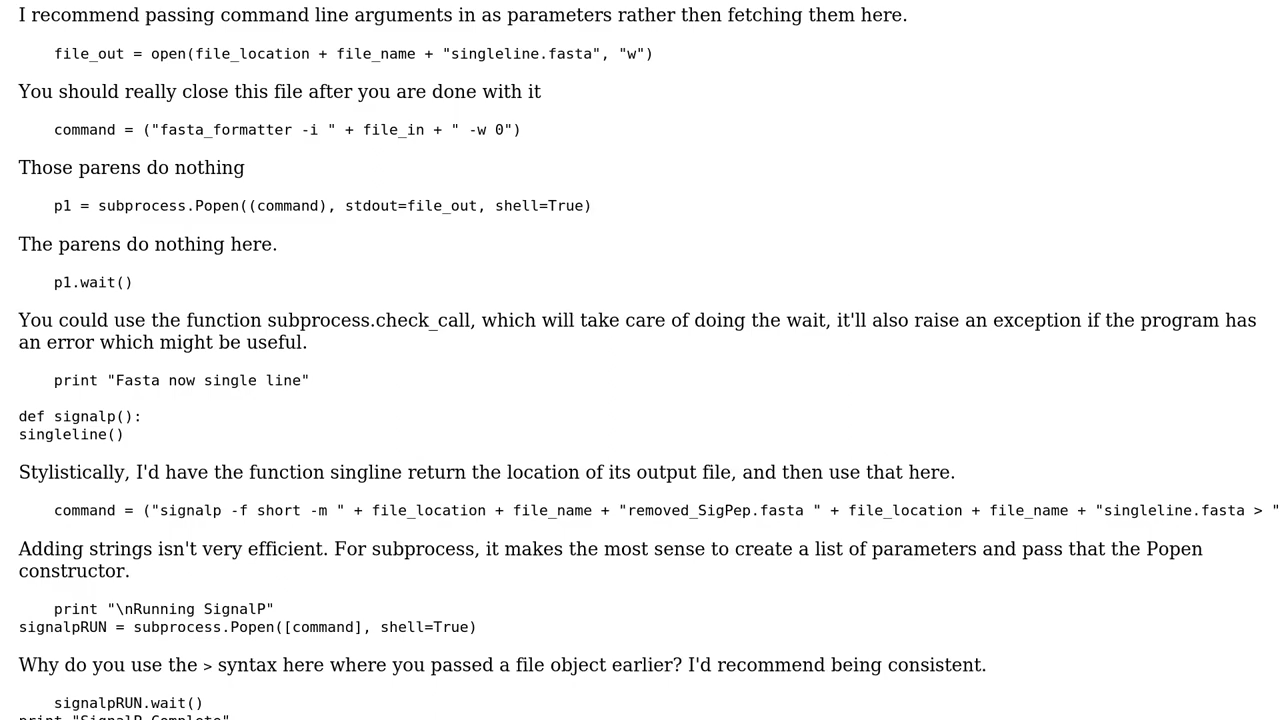 I recommend passing command line arguments in as parameters rather then fetching them here.
    file_out = open(file_location + file_name + "singleline.fasta", "w")
You should really close this file after you are done with it
    command = ("fasta_formatter -i " + file_in + " -w 0")
Those parens do nothing
    p1 = subprocess.Popen((command), stdout=file_out, shell=True)
The parens do nothing here.
    p1.wait()
You could use the function subprocess.check_call, which will take care of doing the wait, it'll also raise an exception if the program has
an error which might be useful.
    print "Fasta now single line"
def signalp():
singleline()
Stylistically, I'd have the function singline return the location of its output file, and then use that here.
    command = ("signalp -f short -m " + file_location + file_name + "removed_SigPep.fasta " + file_location + file_name + "singleline.fasta > "
Adding strings isn't very efficient. For subprocess, it makes the most sense to create a list of parameters and pass that the Popen
constructor.
    print "\nRunning SignalP"
signalpRUN = subprocess.Popen([command], shell=True)
Why do you use the > syntax here where you passed a file object earlier? I'd recommend being consistent.
    signalpRUN.wait()
print "SignalP Complete"